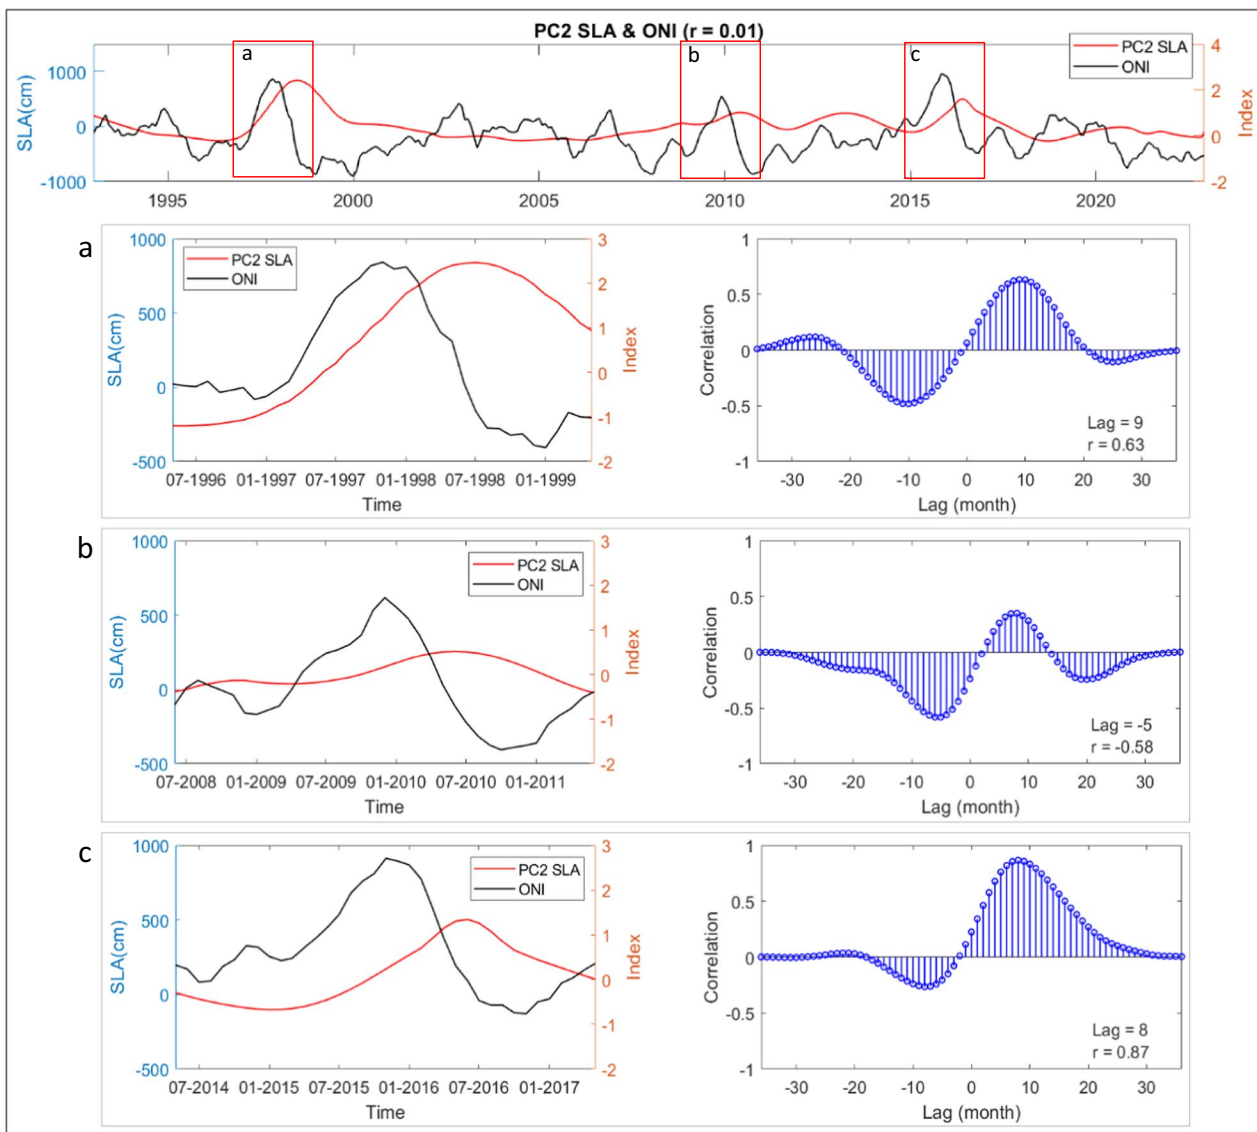 PC2 SLA & ONI (r = 0.01)
a
b
c
PC2 SLA
ONI
SLA(cm)
1000
0
-1000
4
2
0
-2
Index
1995
2000
2005
2010
2015
2020
a
PC2 SLA
ONI
SLA(cm)
1000
500
0
-500
3
2
1
0
-1
-2
Index
07-1996 01-1997 07-1997 01-1998 07-1998 01-1999
Time
Correlation
1
0.5
0
-0.5
-1
Lag = 9
r = 0.63
-30 -20 -10 0 10 20 30
Lag (month)
b
PC2 SLA
ONI
SLA(cm)
1000
500
0
-500
3
2
1
0
-1
-2
Index
07-2008 01-2009 07-2009 01-2010 07-2010 01-2011
Time
Correlation
1
0.5
0
-0.5
-1
Lag = -5
r = -0.58
-30 -20 -10 0 10 20 30
Lag (month)
c
PC2 SLA
ONI
SLA(cm)
1000
500
0
-500
3
2
1
0
-1
-2
Index
07-2014 01-2015 07-2015 01-2016 07-2016 01-2017
Time
Correlation
1
0.5
0
-0.5
-1
Lag = 8
r = 0.87
-30 -20 -10 0 10 20 30
Lag (month)